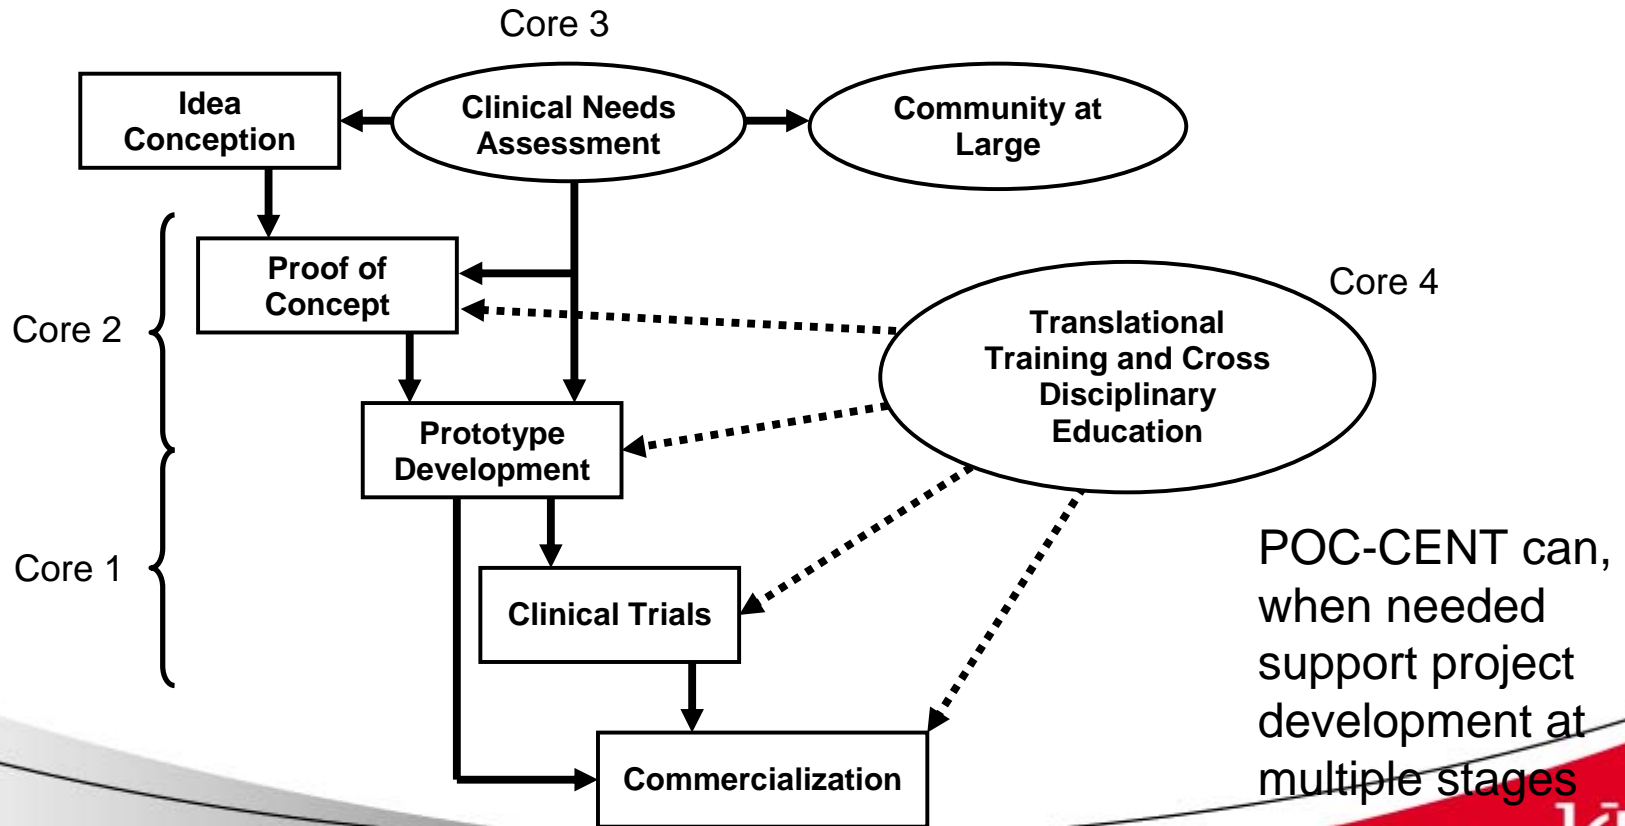 Core 3
Idea
Conception
Clinical Needs
Assessment
Community at
Large
Proof of
Concept
Core 2
Core 4
Translational
Training and Cross
Disciplinary
Education
Prototype
Development
Core 1
Clinical Trials
Commercialization
POC-CENT can,
when needed
support project
development at
multiple stages